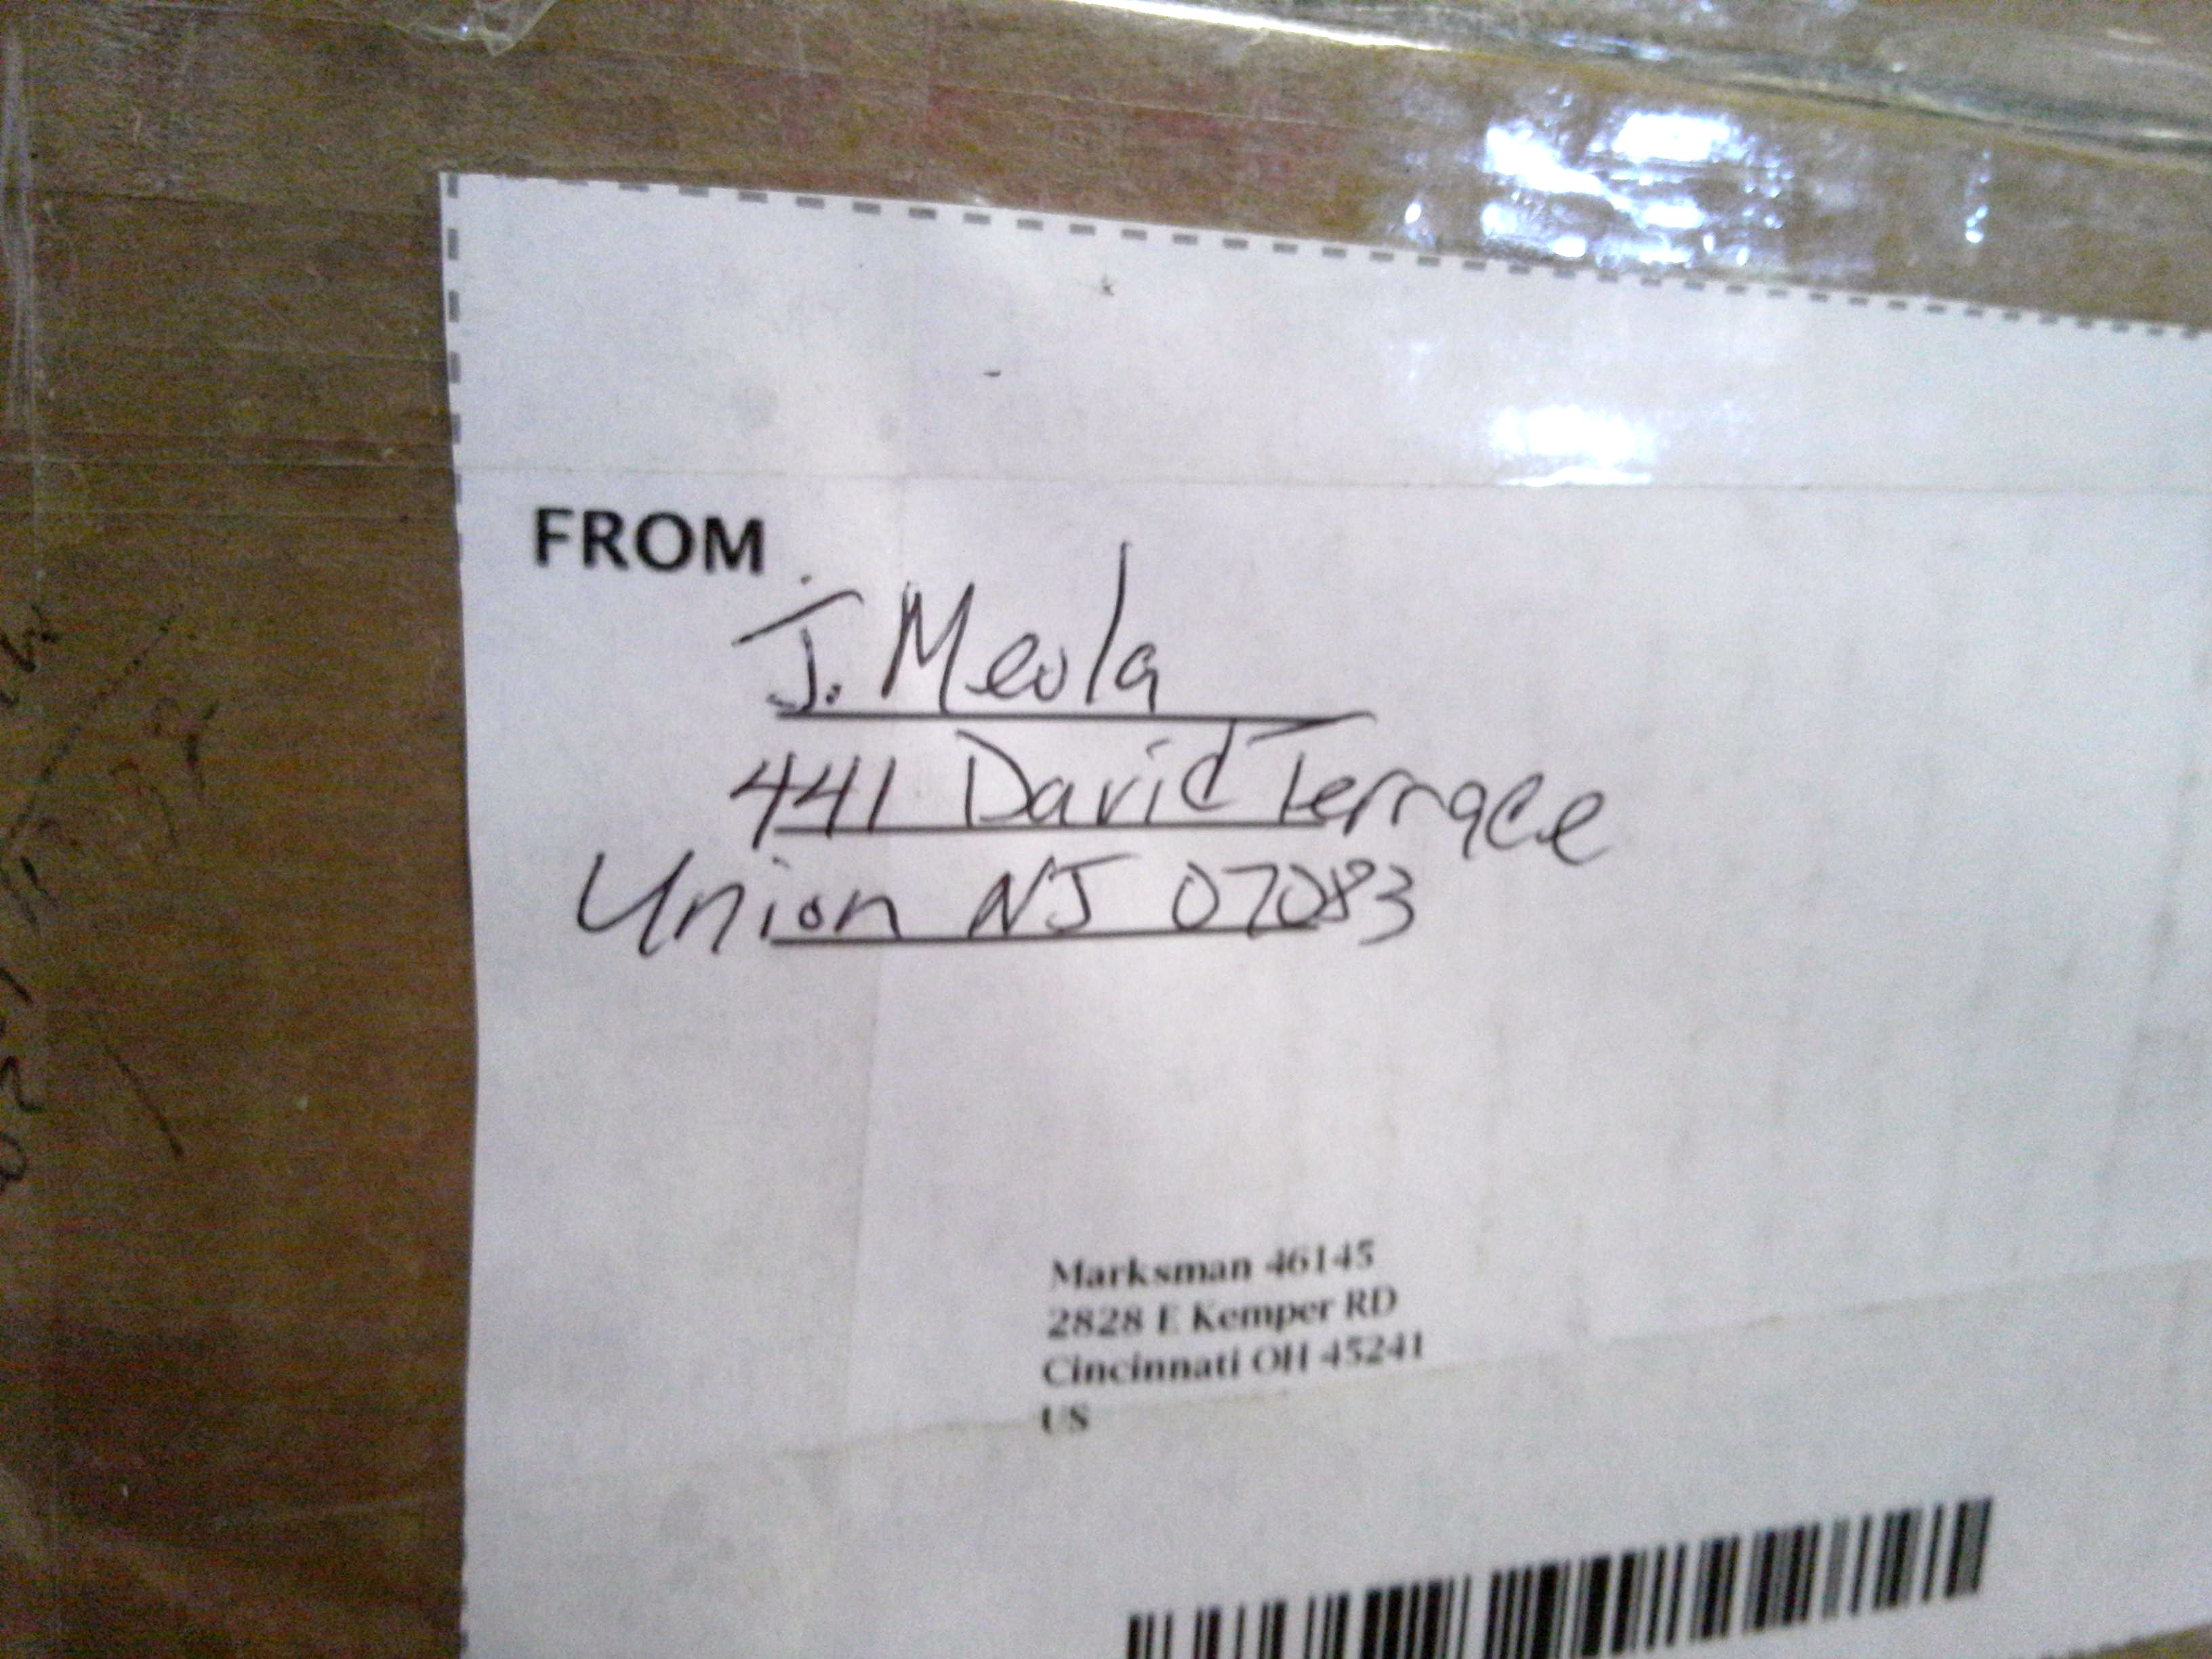 FROM
J. Meola
441 David Terrace
Union NJ 07083
Marksman 46145
2828 E Kemper RD
Cincinnati OH 45241
US